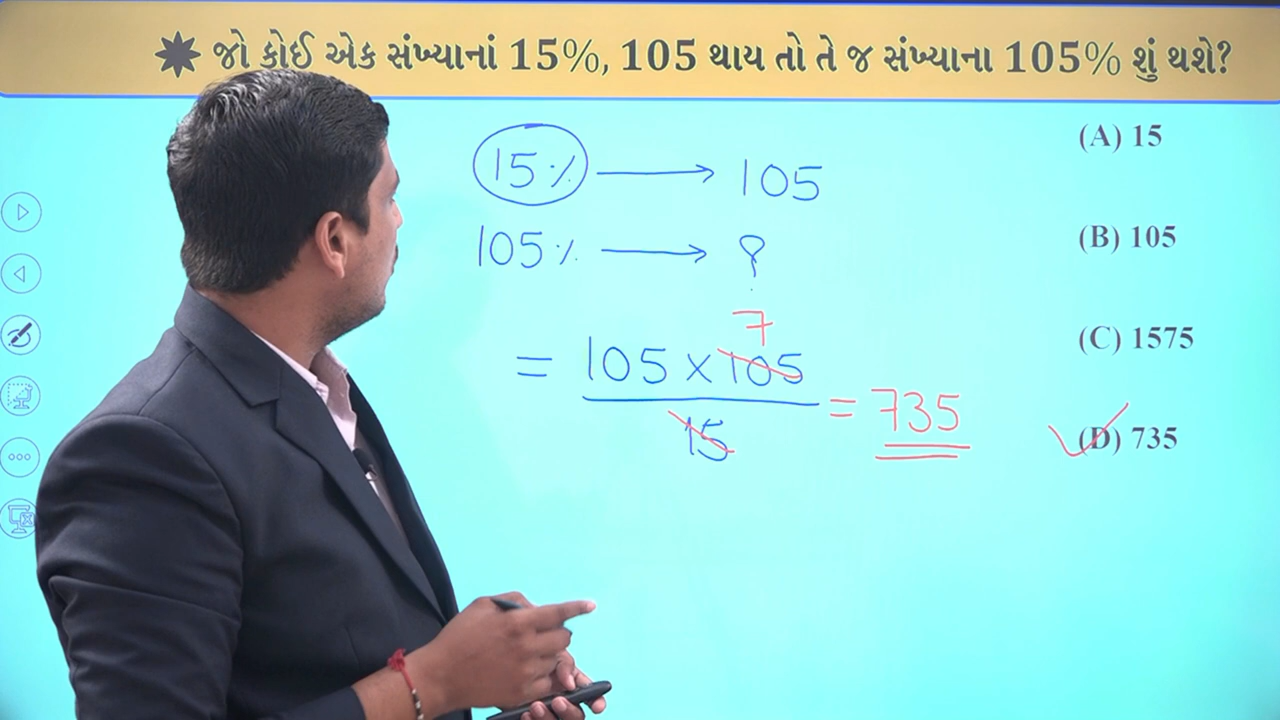 ✷ જો કોઈ એક સંખ્યાનાં 15%, 105 થાય તો તે જ સંખ્યાના 105% શું થશે?
15% → 105
105% → ?
= 105 × 105 / 15 = 735
7
(A) 15
(B) 105
(C) 1575
(D) 735